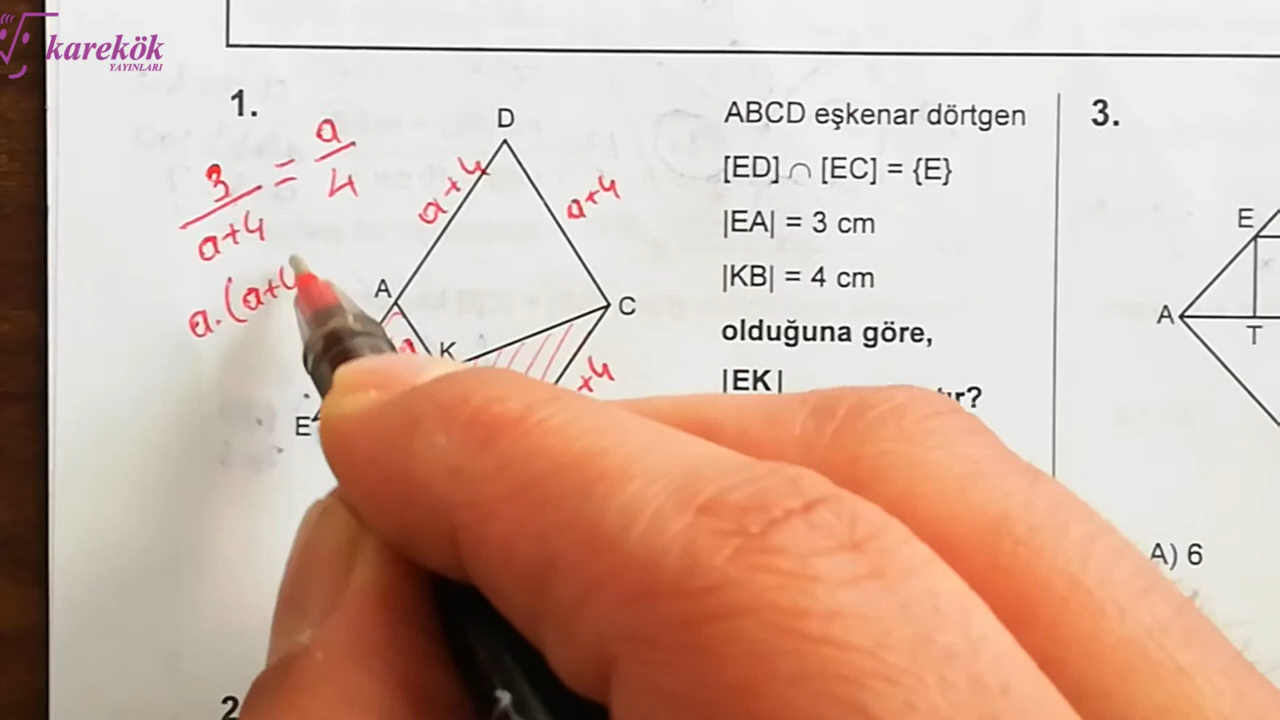 karekök
YAYINLARI
1.
3/(a+4) = a/4
a.(a+4
D
a+4
a+4
A
C
K
+4
E
ABCD eşkenar dörtgen
[ED] ∩ [EC] = {E}
|EA| = 3 cm
|KB| = 4 cm
olduğuna göre,
|EK|
2
3.
E
A
T
A) 6